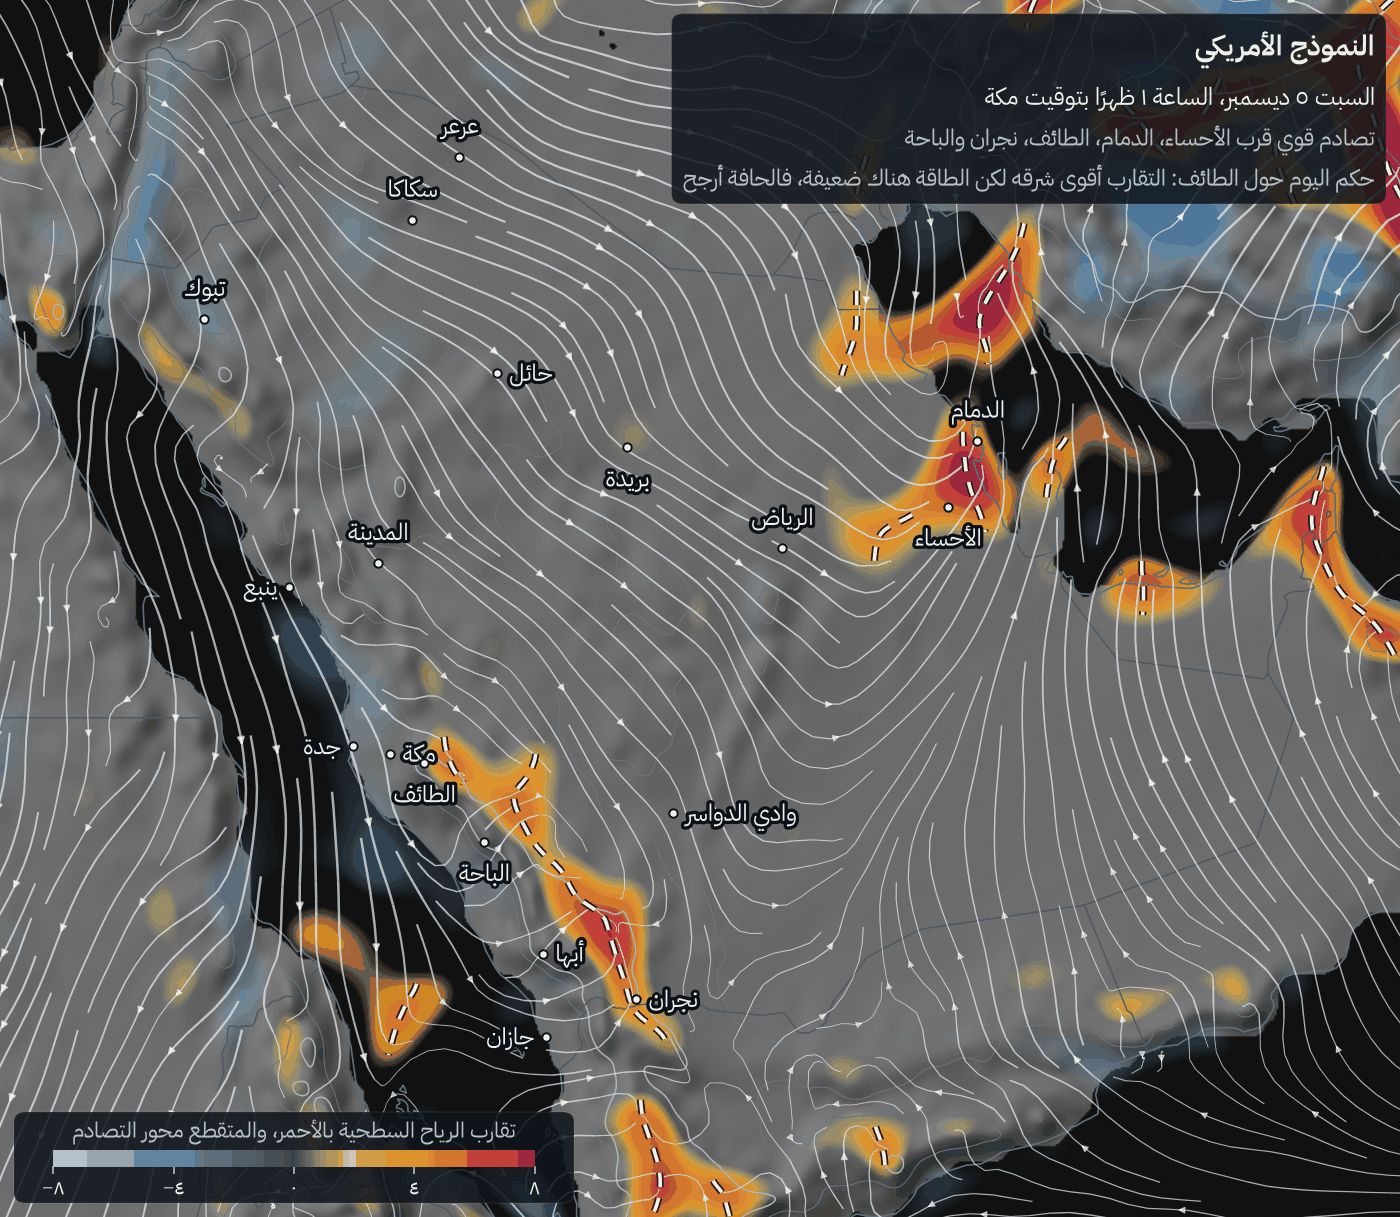 النموذج الأمريكي
السبت ٥ ديسمبر، الساعة ١ ظهرًا بتوقيت مكة
تصادم قوي قرب الأحساء، الدمام، الطائف، نجران والباحة
حكم اليوم حول الطائف: التقارب أقوى شرقه لكن الطاقة هناك ضعيفة، فالحافة أرجح
عرعر
سكاكا
تبوك
حائل
الدمام
بريدة
الرياض
الأحساء
المدينة
ينبع
جدة
مكة
الطائف
وادي الدواسر
الباحة
أبها
نجران
جازان
تقارب الرياح السطحية بالأحمر، والمتقطع محور التصادم
−٨ −٤ ٠ ٤ ٨